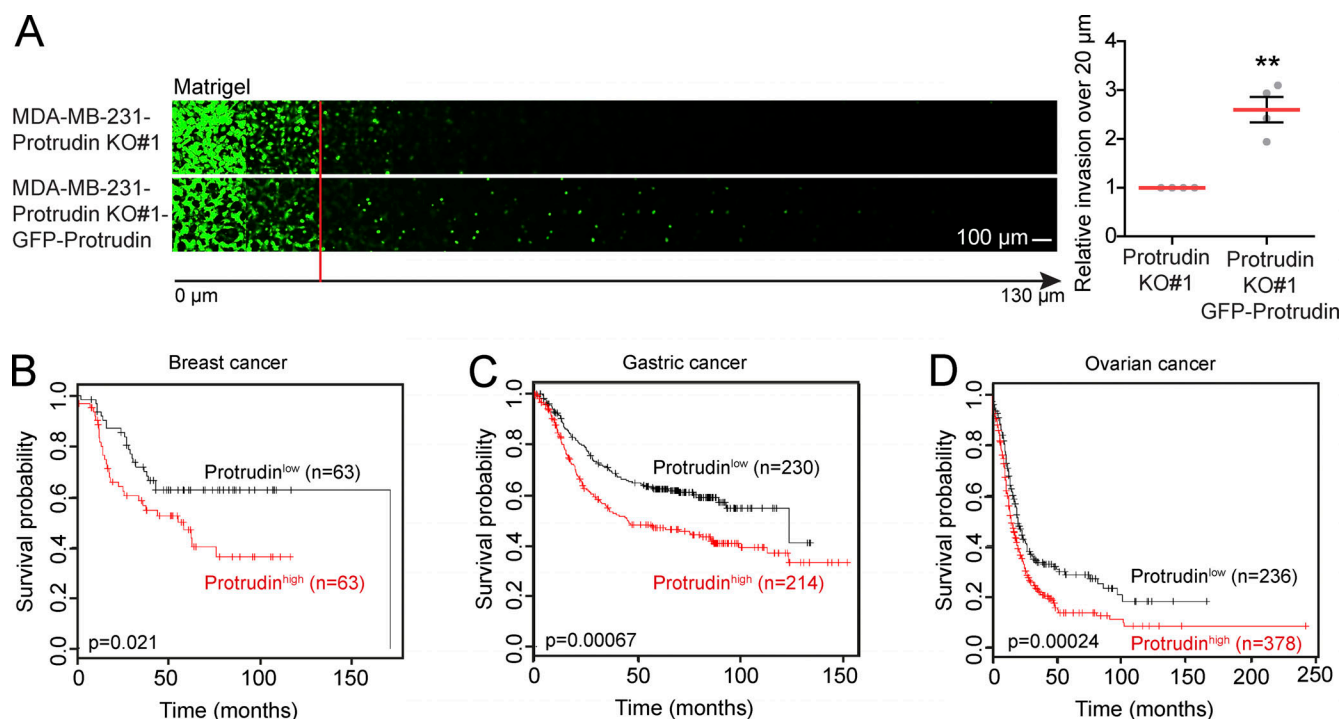 A
Matrigel
MDA-MB-231-
Protrudin KO#1
MDA-MB-231-
Protrudin KO#1-
GFP-Protrudin
100 µm
0 µm
130 µm
Relative invasion over 20 µm
4
3
2
1
0
**
Protrudin
KO#1
Protrudin
KO#1
GFP-Protrudin
B
Breast cancer
Survival probability
1.0
0.8
0.6
0.4
0.2
0.0
Protrudinlow (n=63)
Protrudinhigh (n=63)
p=0.021
0 50 100 150
Time (months)
C
Gastric cancer
Survival probability
1.0
0.8
0.6
0.4
0.2
0.0
Protrudinlow (n=230)
Protrudinhigh (n=214)
p=0.00067
0 50 100 150
Time (months)
D
Ovarian cancer
Survival probability
1.0
0.8
0.6
0.4
0.2
0.0
Protrudinlow (n=236)
Protrudinhigh (n=378)
p=0.00024
0 50 100 150 200 250
Time (months)